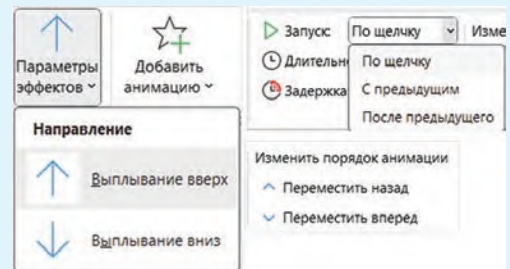 Параметры эффектов
Добавить анимацию
Направление
Выплывание вверх
Выплывание вниз
Запуск: По щелчку Изме
Длительн
Задержка
По щелчку
С предыдущим
После предыдущего
Изменить порядок анимации
Переместить назад
Переместить вперед